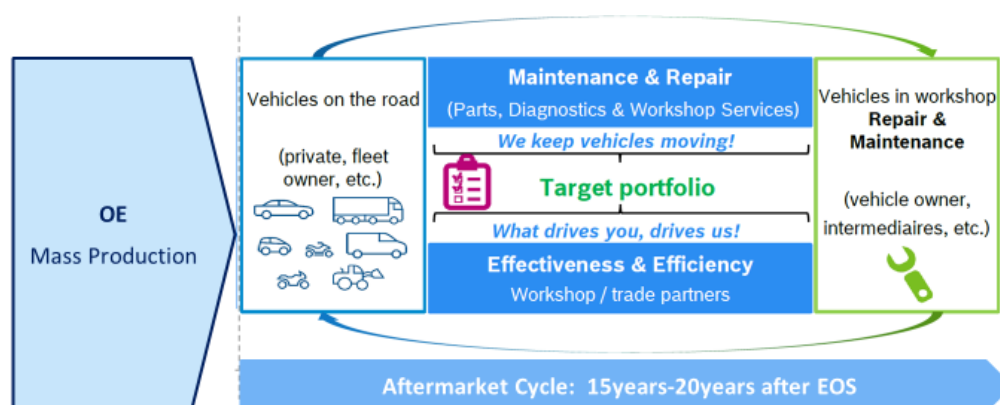 OE
Mass Production
Vehicles on the road
(private, fleet
owner, etc.)
Maintenance & Repair
(Parts, Diagnostics & Workshop Services)
We keep vehicles moving!
Target portfolio
What drives you, drives us!
Effectiveness & Efficiency
Workshop / trade partners
Vehicles in workshop
Repair &
Maintenance
(vehicle owner,
intermediaires, etc.)
Aftermarket Cycle: 15years-20years after EOS